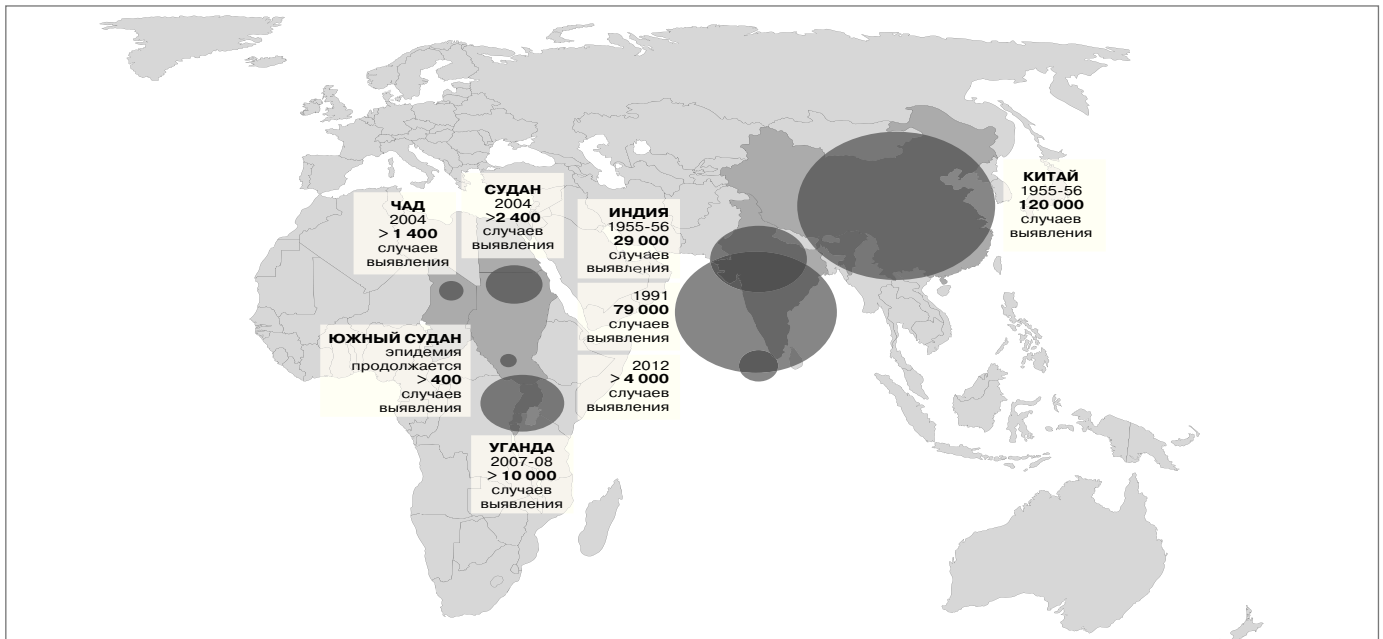 ЧАД
2004
> 1 400
случаев
выявления
СУДАН
2004
>2 400
случаев
выявления
ИНДИЯ
1955-56
29 000
случаев
выявления
1991
79 000
случаев
выявления
2012
> 4 000
случаев
выявления
КИТАЙ
1955-56
120 000
случаев
выявления
ЮЖНЫЙ СУДАН
эпидемия
продолжается
> 400
случаев
выявления
УГАНДА
2007-08
> 10 000
случаев
выявления